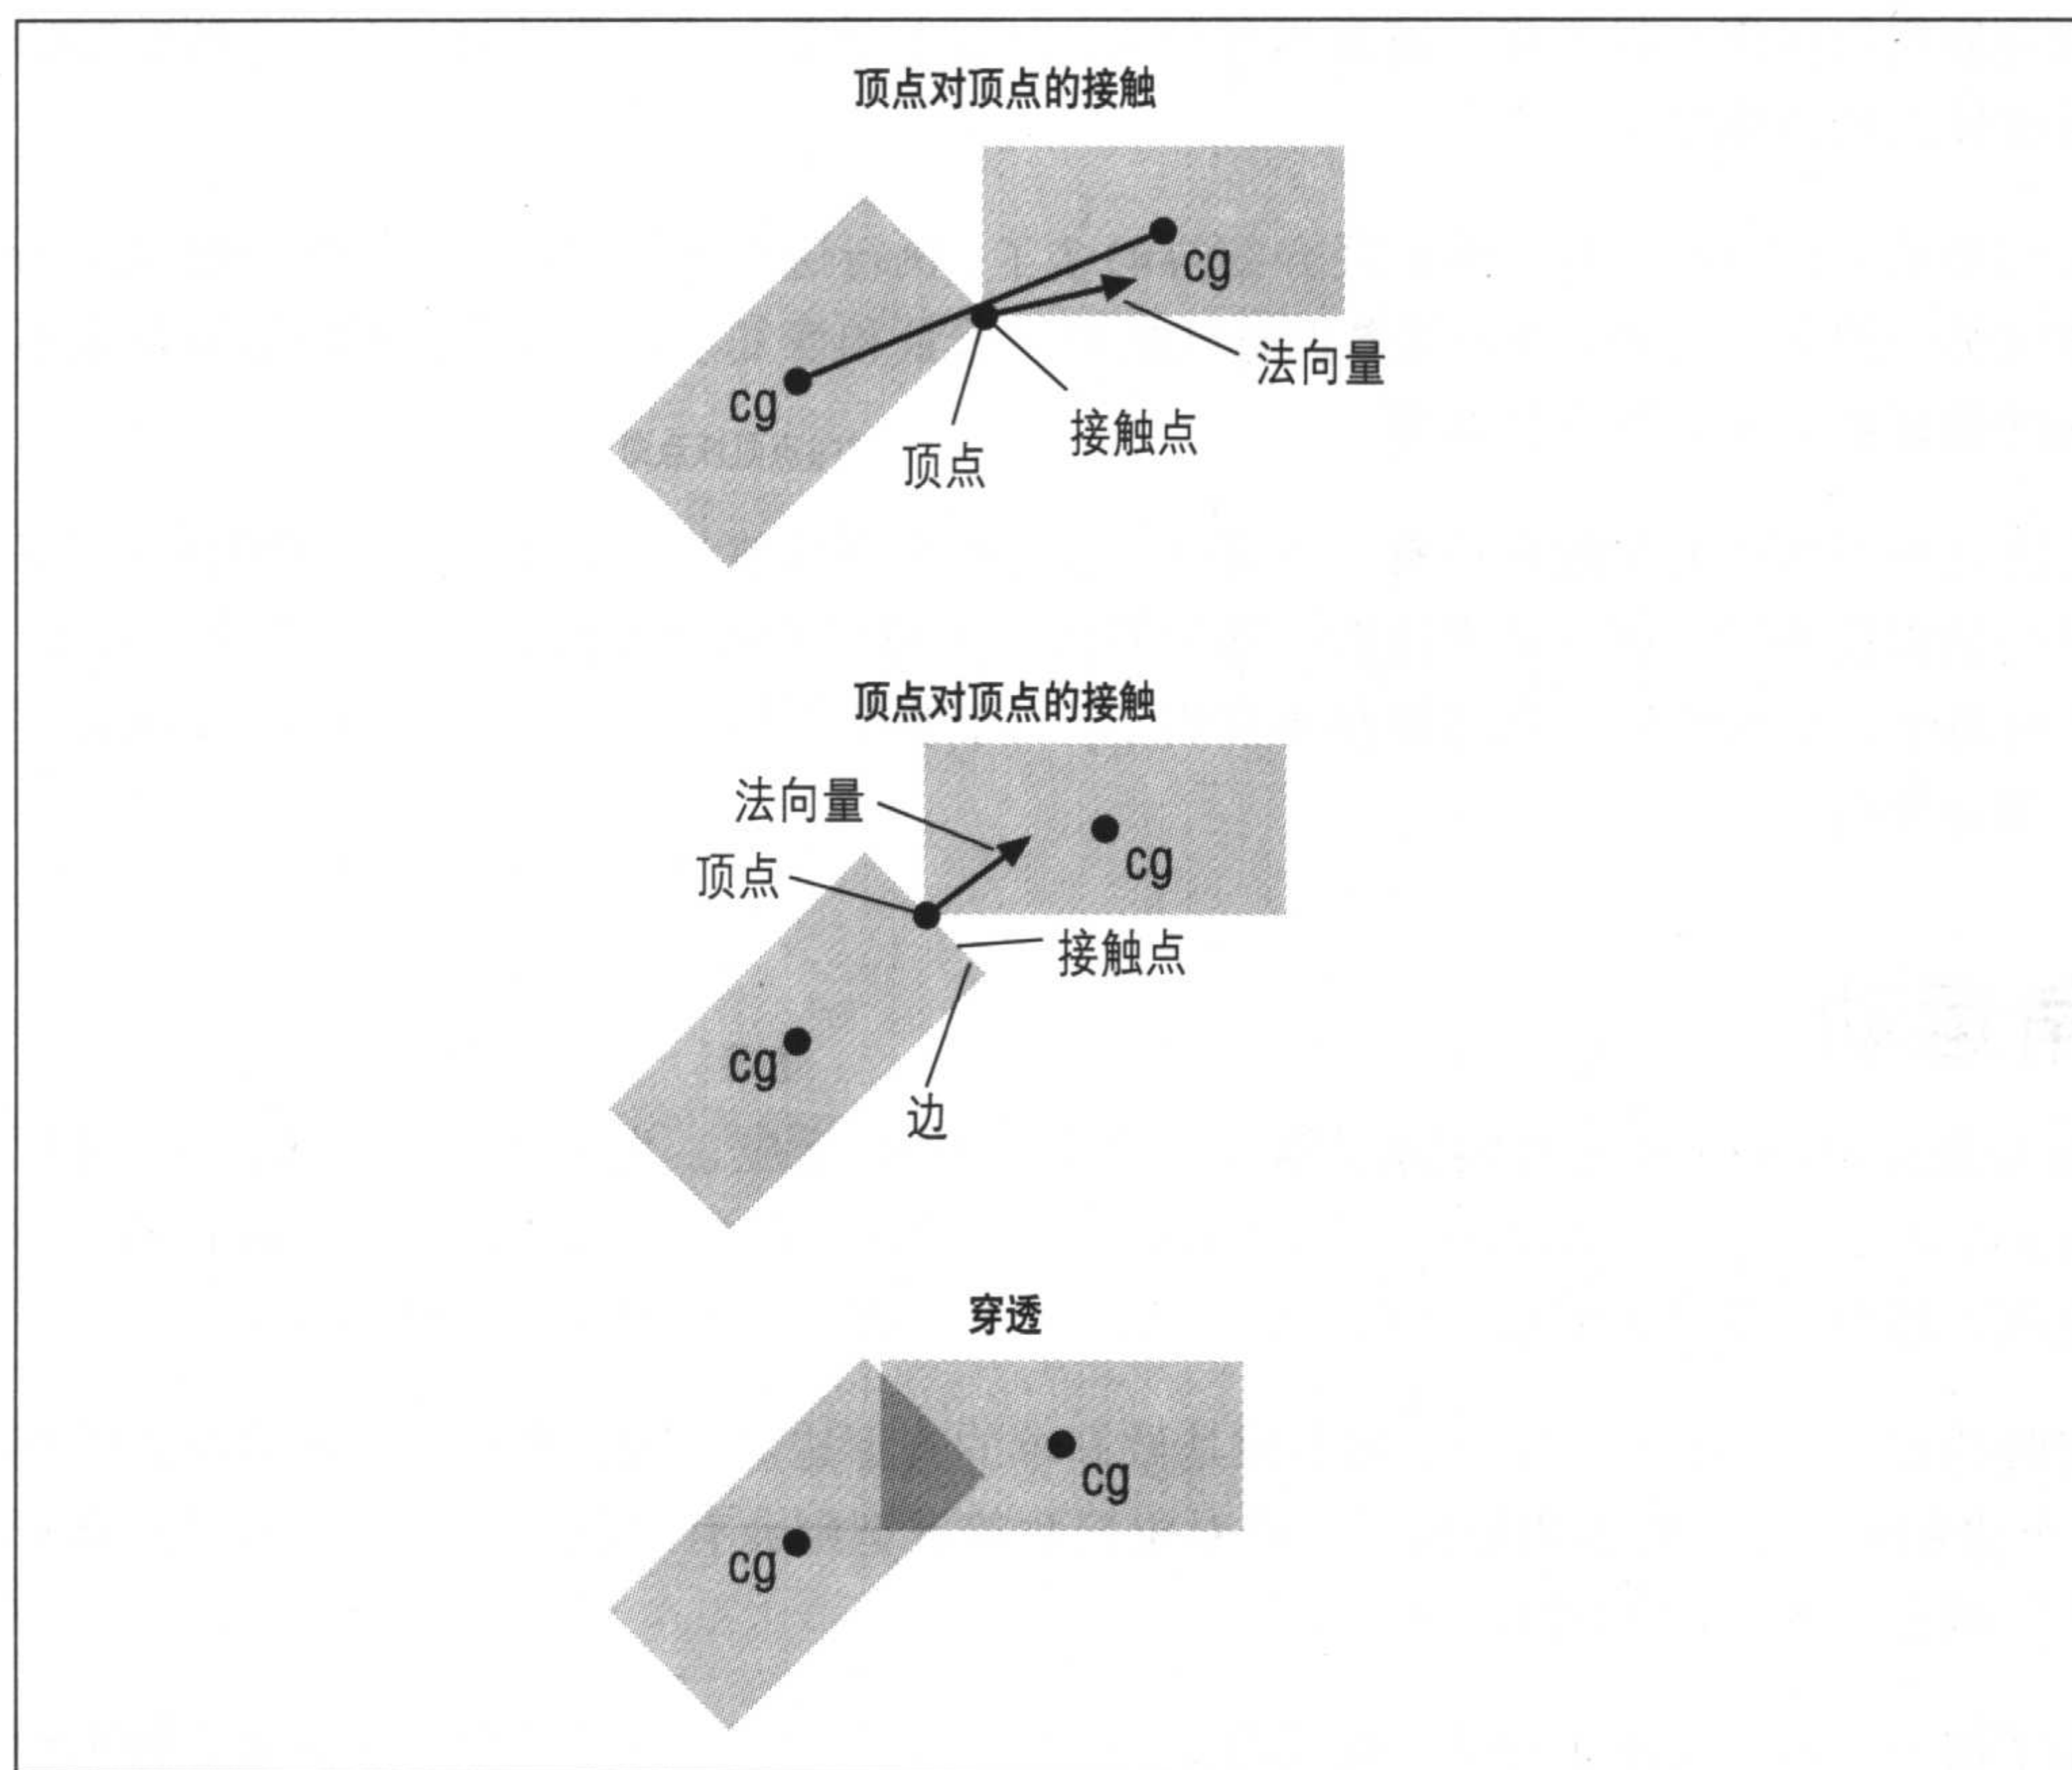 顶点对顶点的接触
cg
法向量
cg
接触点
顶点
顶点对顶点的接触
法向量
顶点
cg
接触点
cg
边
穿透
cg
cg